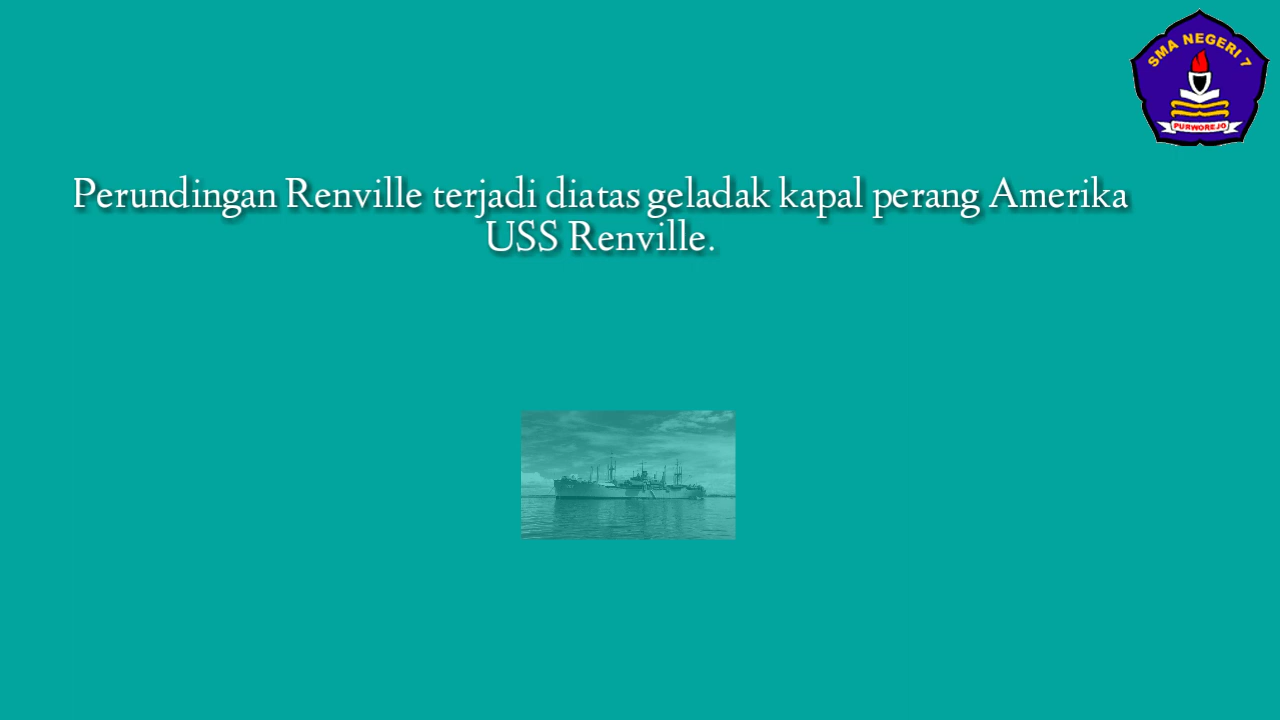 SMA NEGERI 7
PURWOREJO
Perundingan Renville terjadi diatas geladak kapal perang Amerika
USS Renville.